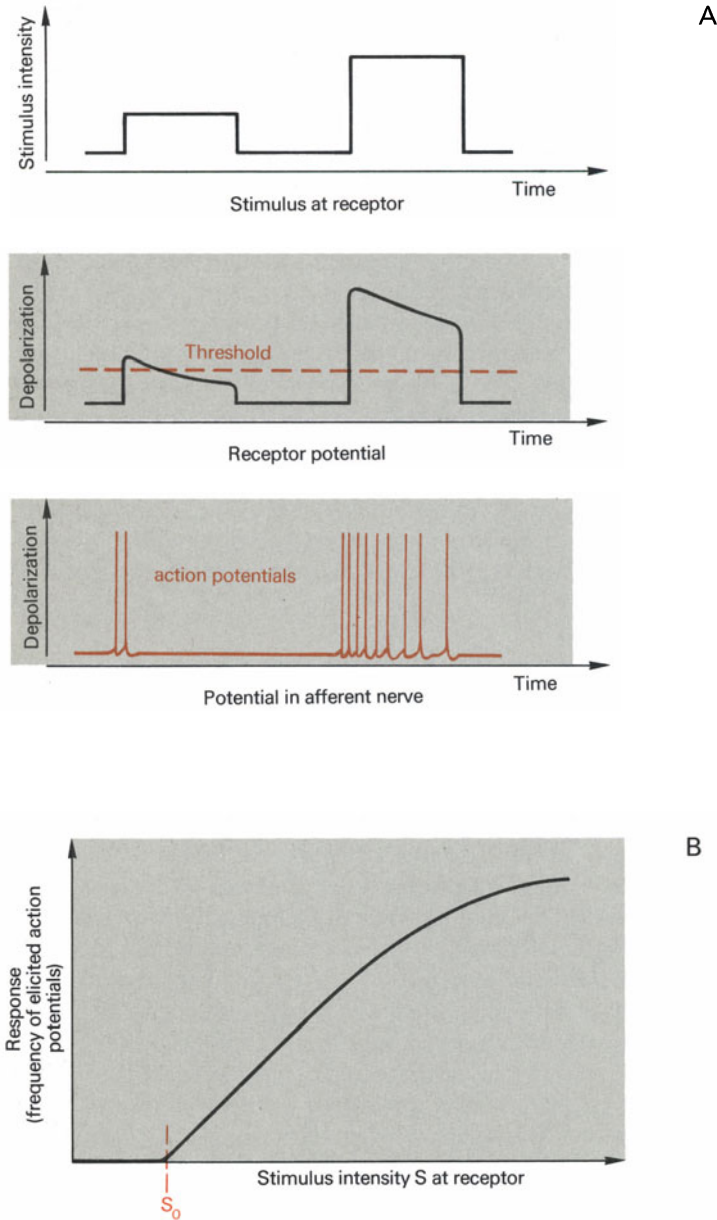 A
Stimulus intensity
Time
Stimulus at receptor
Depolarization
Threshold
Time
Receptor potential
Depolarization
action potentials
Time
Potential in afferent nerve
B
Response
(frequency of elicited action
potentials)
Stimulus intensity S at receptor
S₀